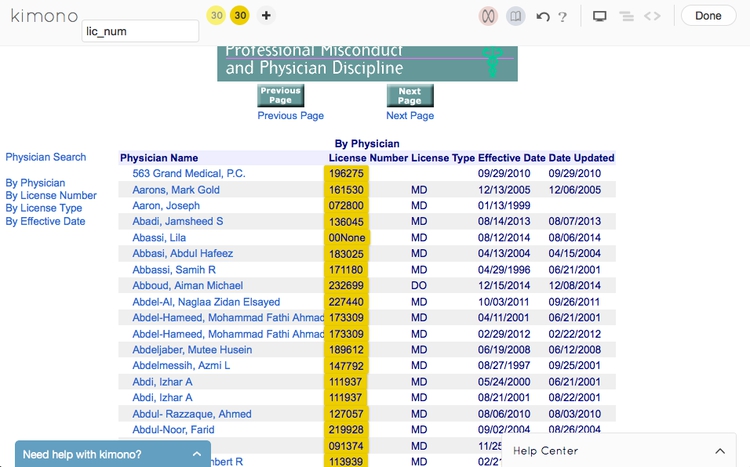 kimono
lic_num
30 30 +
? < >
Done
Professional Misconduct
and Physician Discipline
Previous Page Next Page
Previous Page Next Page
By Physician
Physician Search
By Physician
By License Number
By License Type
By Effective Date
Physician Name License Number License Type Effective Date Date Updated
563 Grand Medical, P.C. 196275 09/29/2010 09/29/2010
Aarons, Mark Gold 161530 MD 12/13/2005 12/06/2005
Aaron, Joseph 072800 MD 01/13/1999
Abadi, Jamsheed S 136045 MD 08/14/2013 08/07/2013
Abassi, Lila 00None MD 08/12/2014 08/06/2014
Abbasi, Abdul Hafeez 183025 MD 04/13/2004 04/15/2004
Abbassi, Samih R 171180 MD 04/29/1996 06/21/2001
Abboud, Aiman Michael 232699 DO 12/15/2014 12/08/2014
Abdel-Al, Naglaa Zidan Elsayed 227440 MD 10/03/2011 09/26/2011
Abdel-Hameed, Mohammad Fathi Ahmad 173309 MD 04/11/2001 06/21/2001
Abdel-Hameed, Mohammad Fathi Ahmad 173309 MD 02/29/2012 02/22/2012
Abdeljaber, Mutee Husein 189612 MD 06/19/2008 06/12/2008
Abdelmessih, Azmi L 147792 MD 08/27/1997 09/25/2001
Abdi, Izhar A 111937 MD 05/24/2000 06/21/2001
Abdi, Izhar A 111937 MD 08/22/2001 08/21/2001
Abdul- Razzaque, Ahmed 127057 MD 08/06/2010 08/03/2010
Abdul-Noor, Farid 219928 MD 09/02/2004 08/26/2004
091374 MD 11/25
mbert R 113939 MD 02/21
Need help with kimono?
Help Center